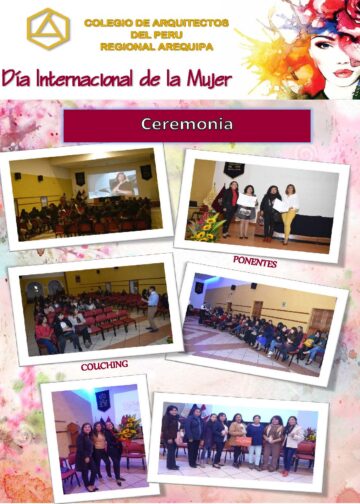 COLEGIO DE ARQUITECTOS
DEL PERU
REGIONAL AREQUIPA
Día Internacional de la Mujer
Ceremonia
PONENTES
COUCHING